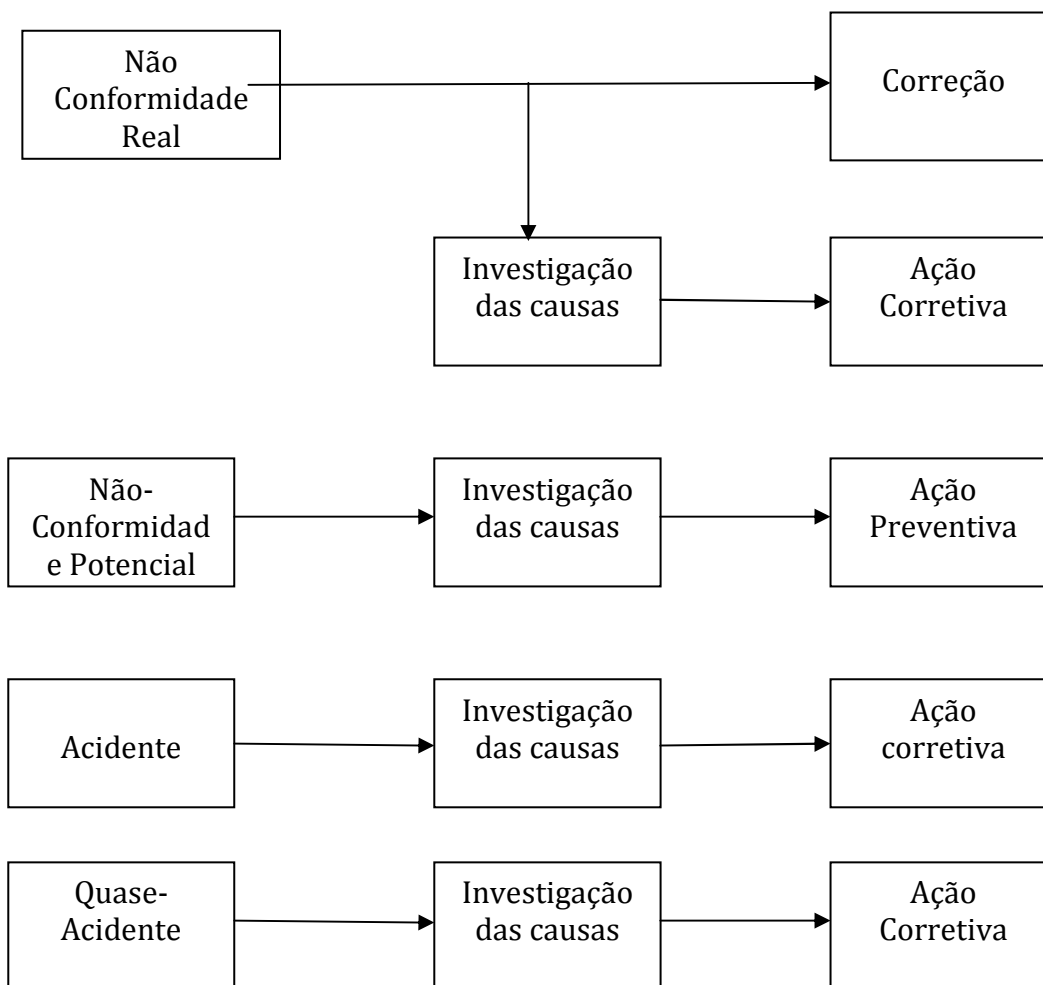 Não
Conformidade
Real
Correção
Investigação
das causas
Ação
Corretiva
Não-
Conformidad
e Potencial
Investigação
das causas
Ação
Preventiva
Acidente
Investigação
das causas
Ação
corretiva
Quase-
Acidente
Investigação
das causas
Ação
Corretiva